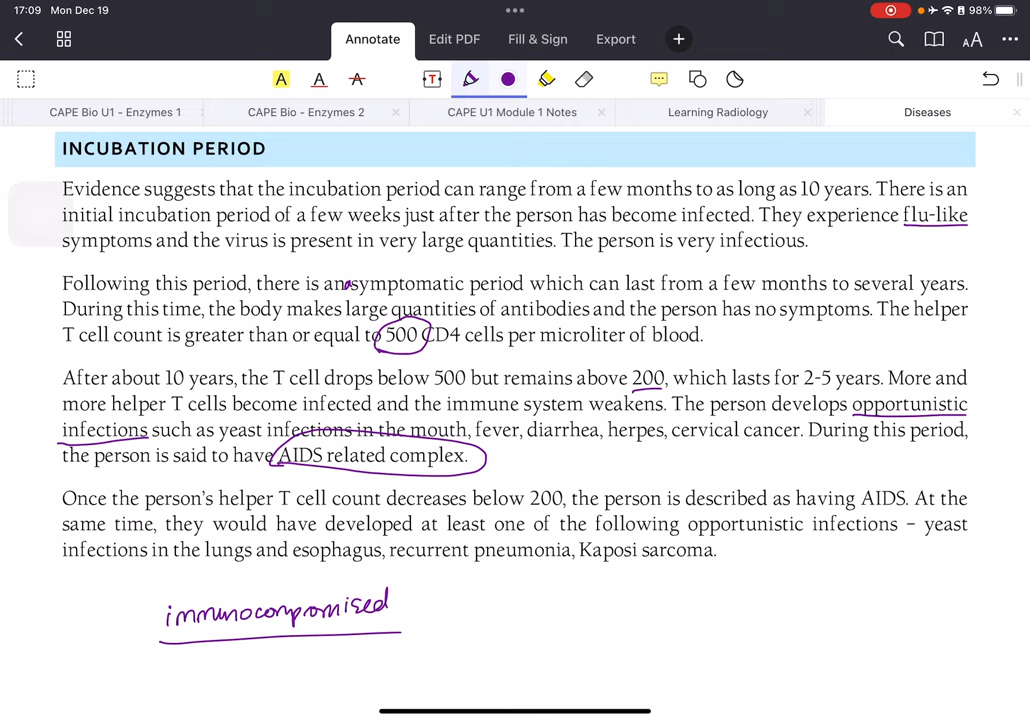 17:09 Mon Dec 19
98%
Annotate Edit PDF Fill & Sign Export
AA
A A T T
CAPE Bio U1 - Enzymes 1 CAPE Bio - Enzymes 2 CAPE U1 Module 1 Notes Learning Radiology Diseases
INCUBATION PERIOD
Evidence suggests that the incubation period can range from a few months to as long as 10 years. There is an
initial incubation period of a few weeks just after the person has become infected. They experience flu-like
symptoms and the virus is present in very large quantities. The person is very infectious.
Following this period, there is an asymptomatic period which can last from a few months to several years.
During this time, the body makes large quantities of antibodies and the person has no symptoms. The helper
T cell count is greater than or equal to 500 CD4 cells per microliter of blood.
After about 10 years, the T cell drops below 500 but remains above 200, which lasts for 2-5 years. More and
more helper T cells become infected and the immune system weakens. The person develops opportunistic
infections such as yeast infections in the mouth, fever, diarrhea, herpes, cervical cancer. During this period,
the person is said to have AIDS related complex.
Once the person's helper T cell count decreases below 200, the person is described as having AIDS. At the
same time, they would have developed at least one of the following opportunistic infections – yeast
infections in the lungs and esophagus, recurrent pneumonia, Kaposi sarcoma.
immunocompromised